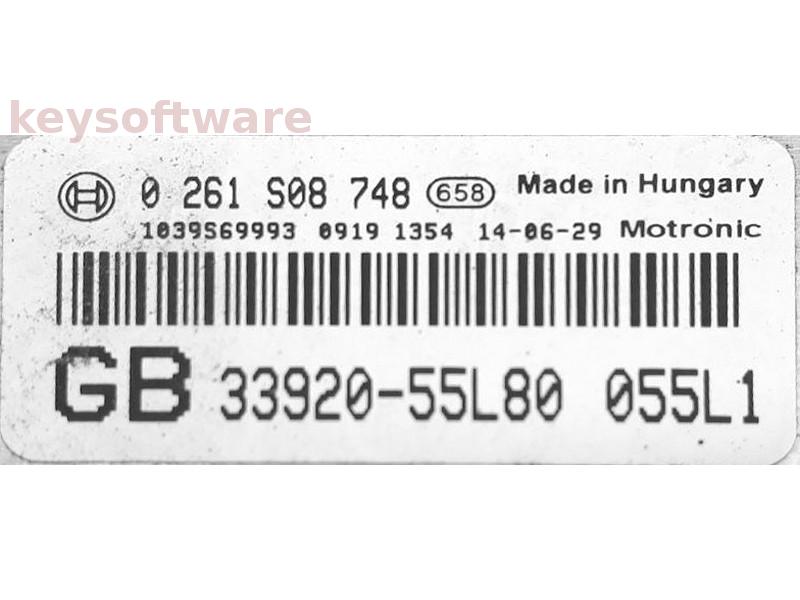 keysoftware
0 261 S08 748 658 Made in Hungary
1039S69993 0919 1354 14-06-29 Motronic
GB 33920-55L80 055L1